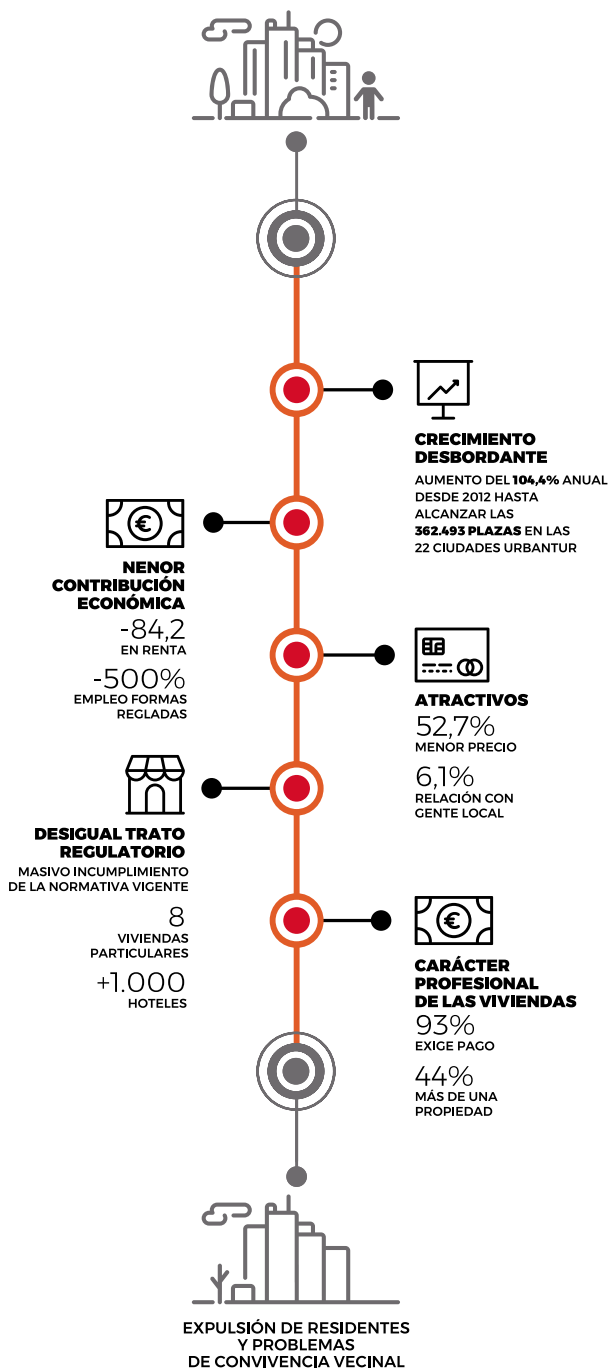 CRECIMIENTO
DESBORDANTE
AUMENTO DEL 104,4% ANUAL
DESDE 2012 HASTA
ALCANZAR LAS
362.493 PLAZAS EN LAS
22 CIUDADES URBANTUR
NENOR
CONTRIBUCIÓN
ECONÓMICA
-84,2
EN RENTA
-500%
EMPLEO FORMAS
REGLADAS
ATRACTIVOS
52,7%
MENOR PRECIO
6,1%
RELACIÓN CON
GENTE LOCAL
DESIGUAL TRATO
REGULATORIO
MASIVO INCUMPLIMIENTO
DE LA NORMATIVA VIGENTE
8
VIVIENDAS
PARTICULARES
+1.000
HOTELES
CARÁCTER
PROFESIONAL
DE LAS VIVIENDAS
93%
EXIGE PAGO
44%
MÁS DE UNA
PROPIEDAD
EXPULSIÓN DE RESIDENTES
Y PROBLEMAS
DE CONVIVENCIA VECINAL